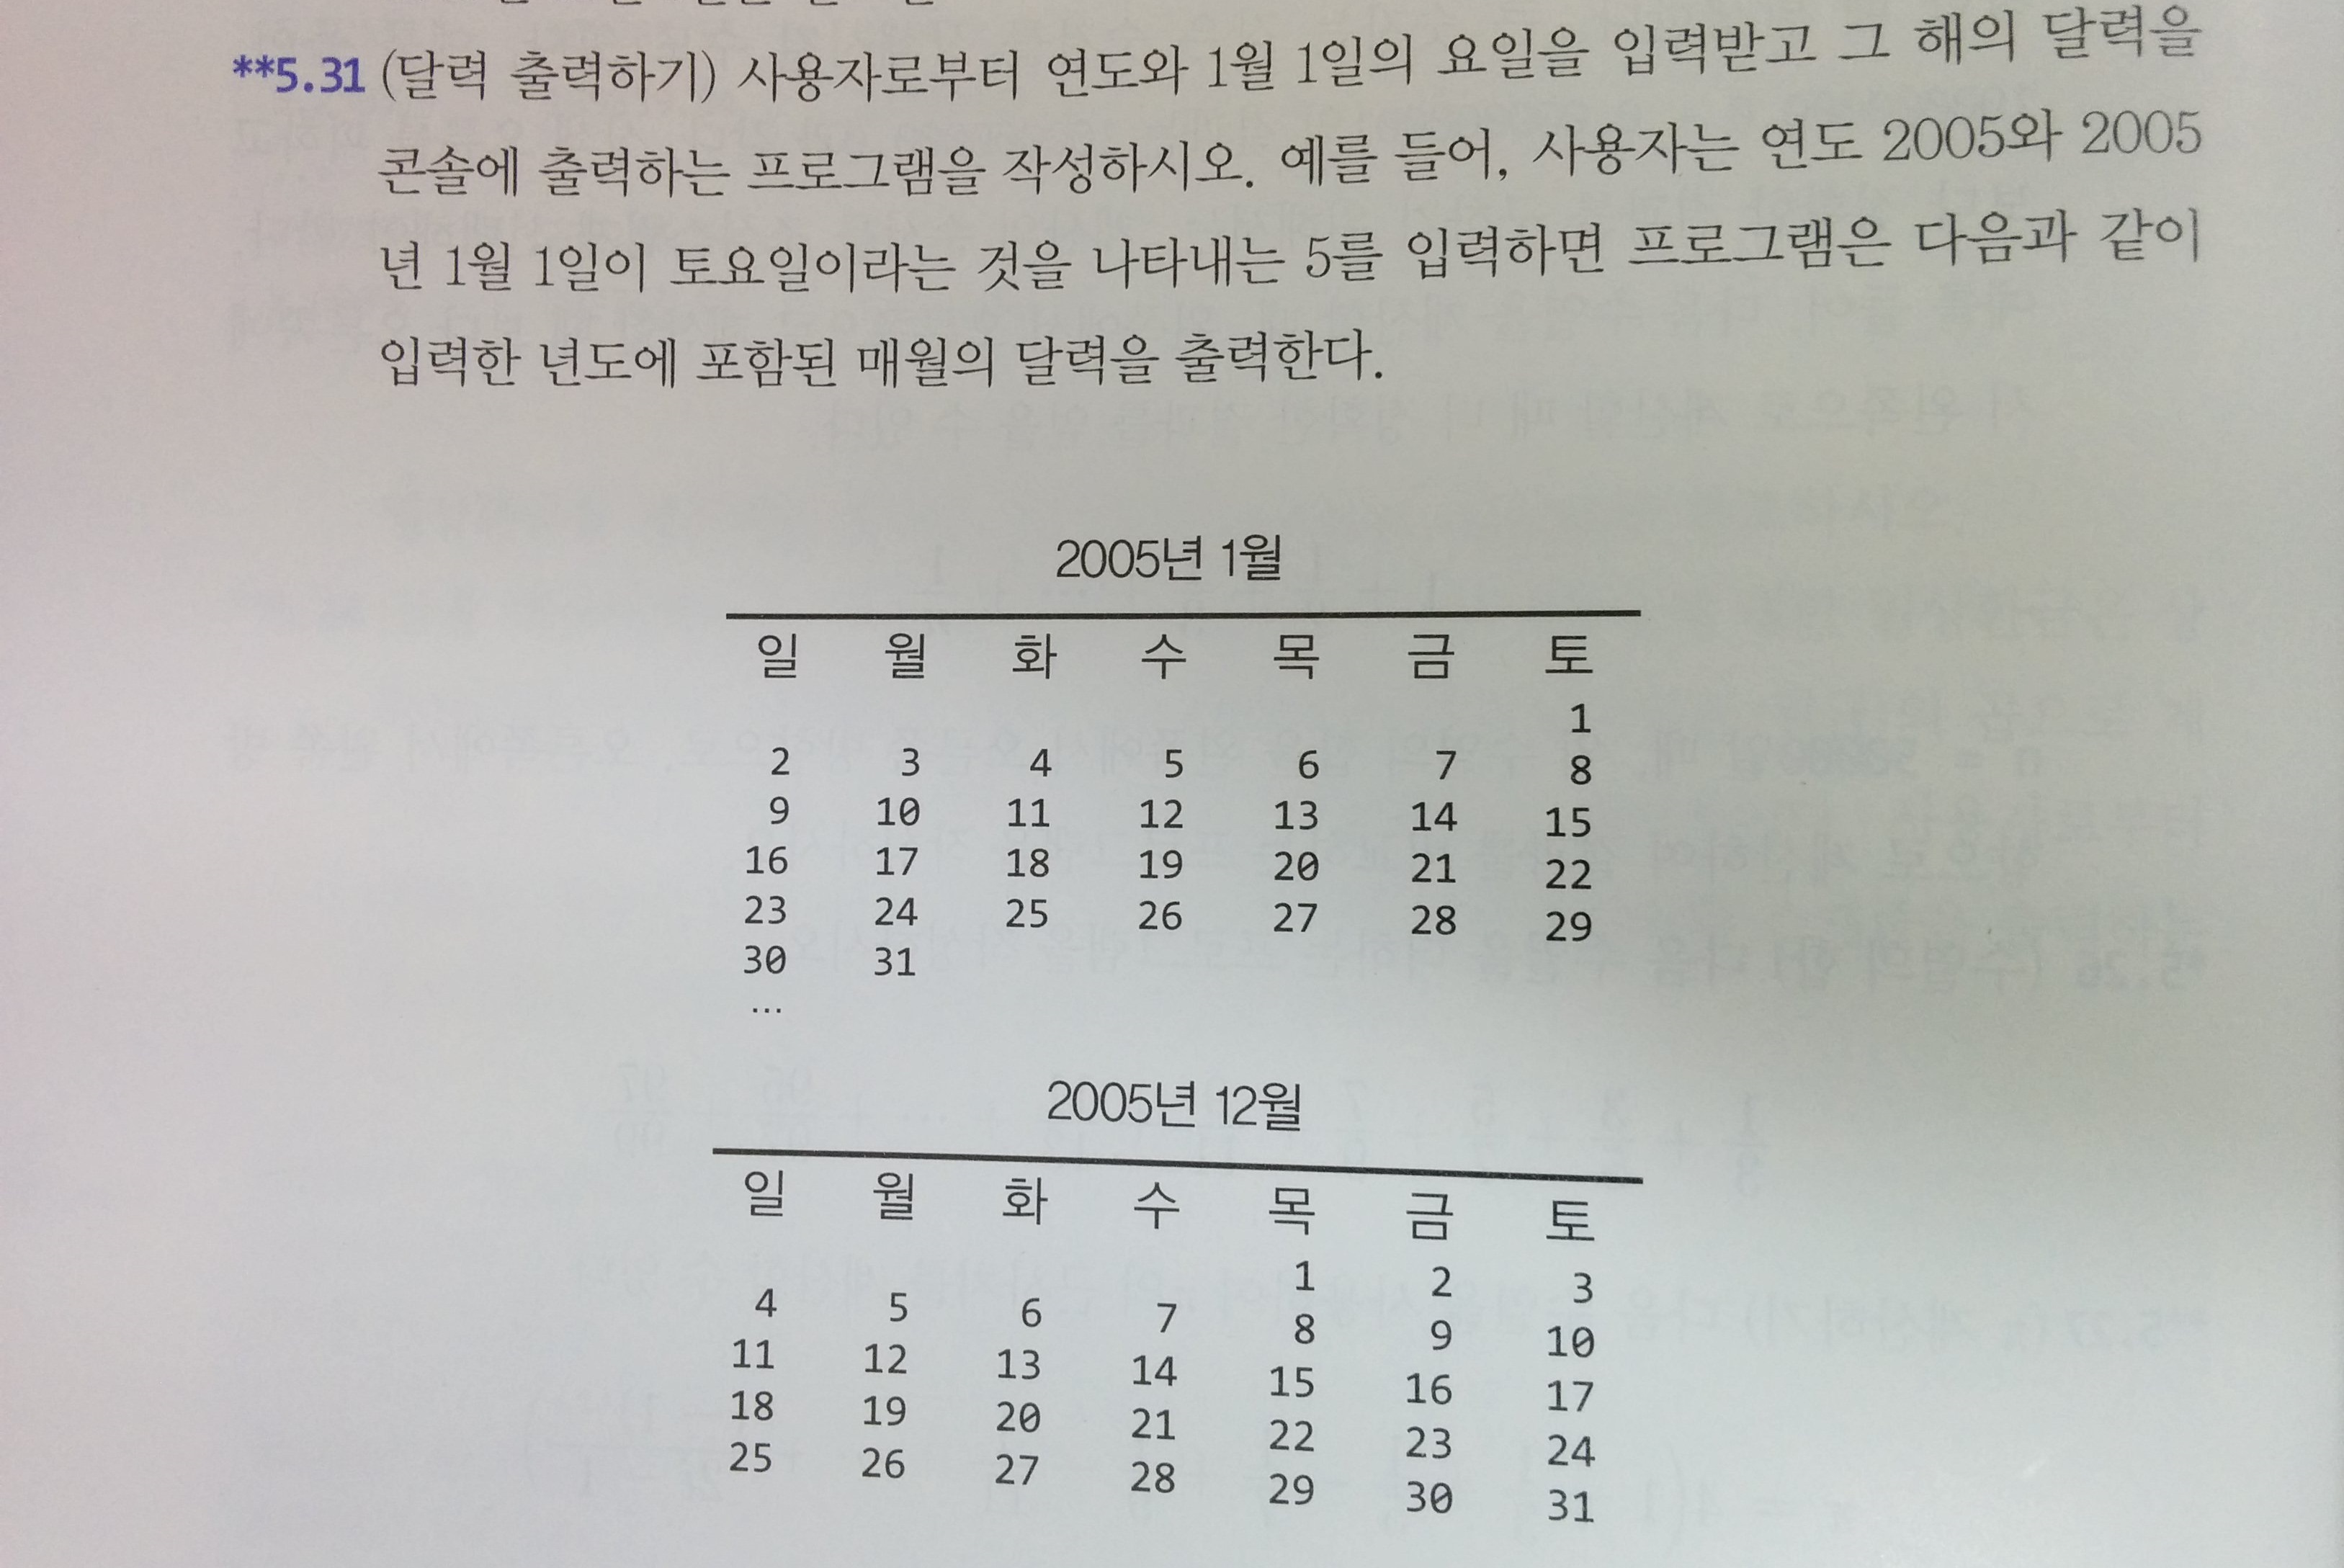 **5.31 (달력 출력하기) 사용자로부터 연도와 1월 1일의 요일을 입력받고 그 해의 달력을
콘솔에 출력하는 프로그램을 작성하시오. 예를 들어, 사용자는 연도 2005와 2005
년 1월 1일이 토요일이라는 것을 나타내는 5를 입력하면 프로그램은 다음과 같이
입력한 년도에 포함된 매월의 달력을 출력한다.
2005년 1월
일 월 화 수 목 금 토
1
2 3 4 5 6 7 8
9 10 11 12 13 14 15
16 17 18 19 20 21 22
23 24 25 26 27 28 29
30 31
...
2005년 12월
일 월 화 수 목 금 토
1 2 3
4 5 6 7 8 9 10
11 12 13 14 15 16 17
18 19 20 21 22 23 24
25 26 27 28 29 30 31